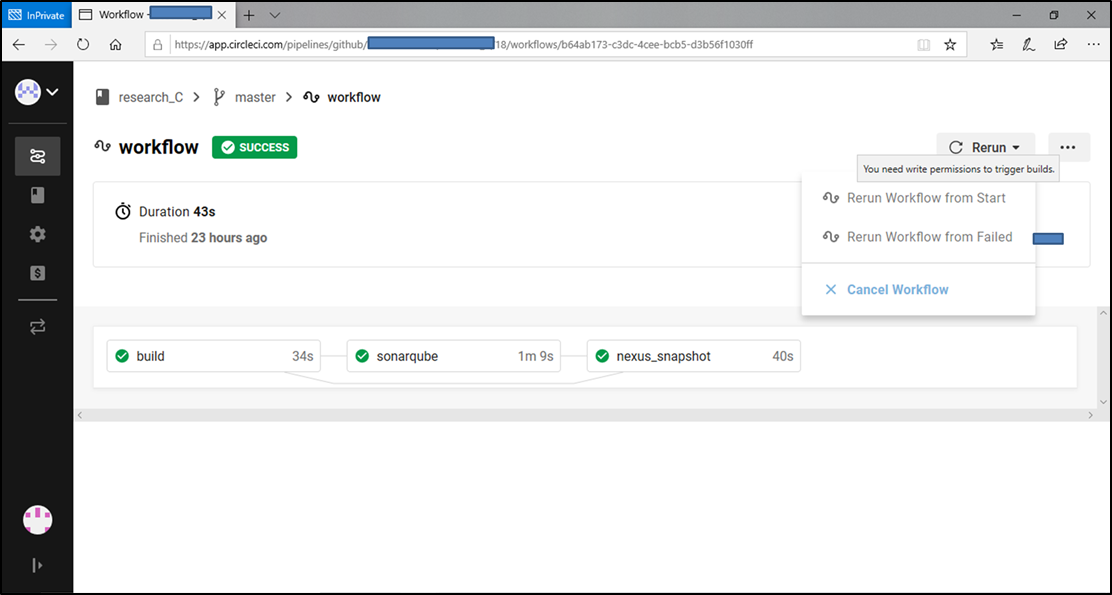 InPrivate
Workflow -
https://app.circleci.com/pipelines/github/
18/workflows/b64ab173-c3dc-4cee-bcb5-d3b56f1030ff
research_C
master
workflow
workflow
SUCCESS
Rerun
You need write permissions to trigger builds.
Duration 43s
Finished 23 hours ago
Rerun Workflow from Start
Rerun Workflow from Failed
Cancel Workflow
build
34s
sonarqube
1m 9s
nexus_snapshot
40s